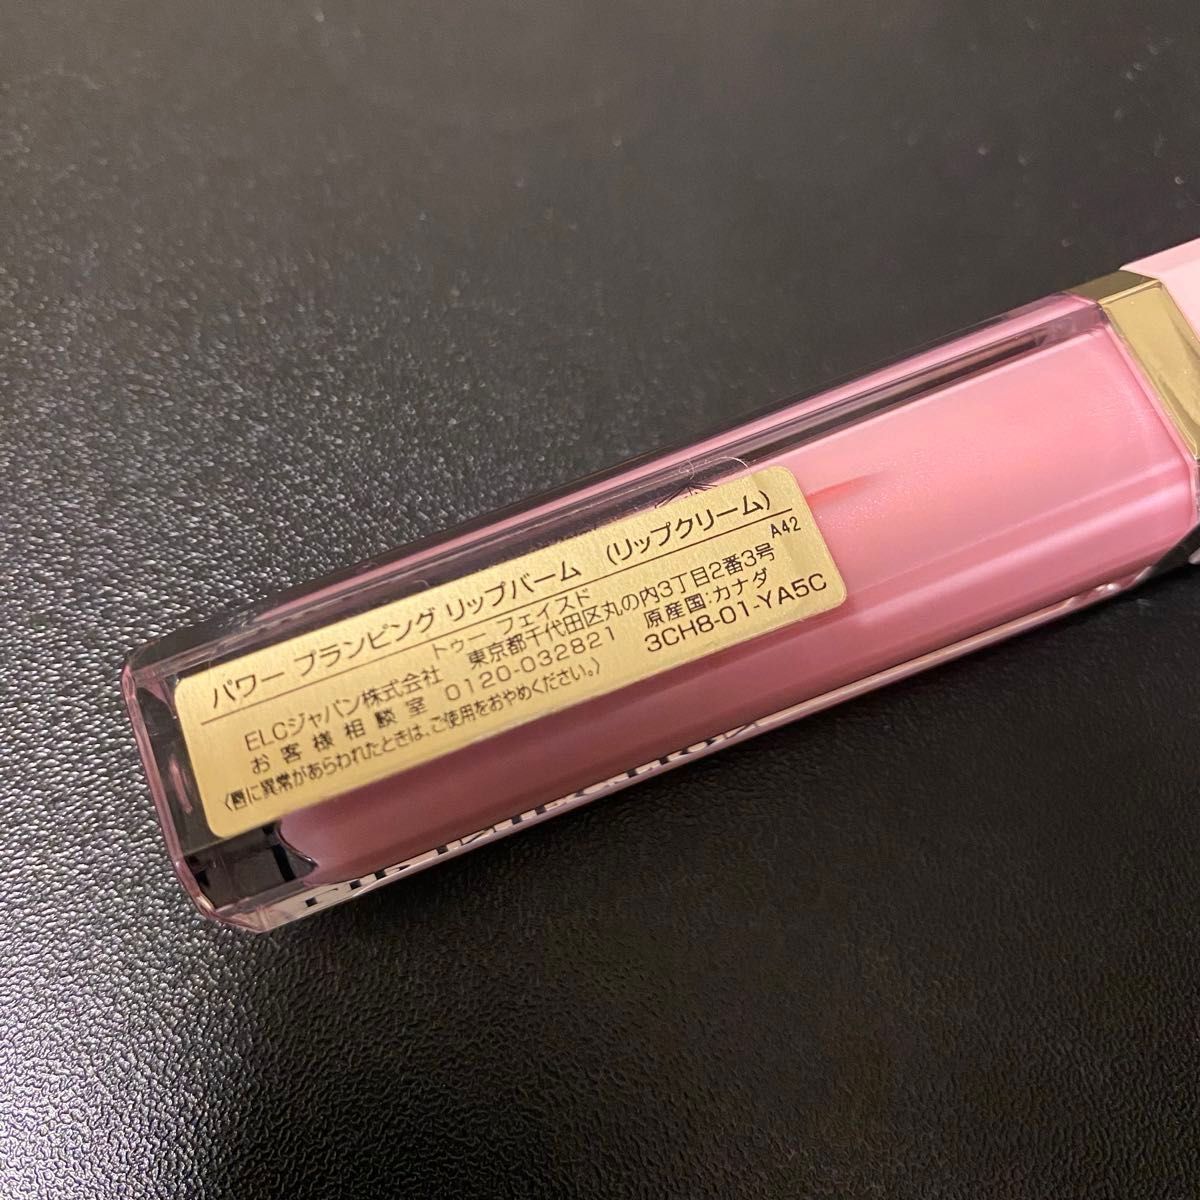 パワー プランピング リップバーム （リップクリーム）
トゥー フェイスド A42
ELCジャパン株式会社 東京都千代田区丸の内3丁目2番3号
お客様相談室 0120-032821 原産国：カナダ
〈唇に異常があらわれたときは、ご使用をおやめください。〉 3CH8-01-YA5C
LIP INJECTION